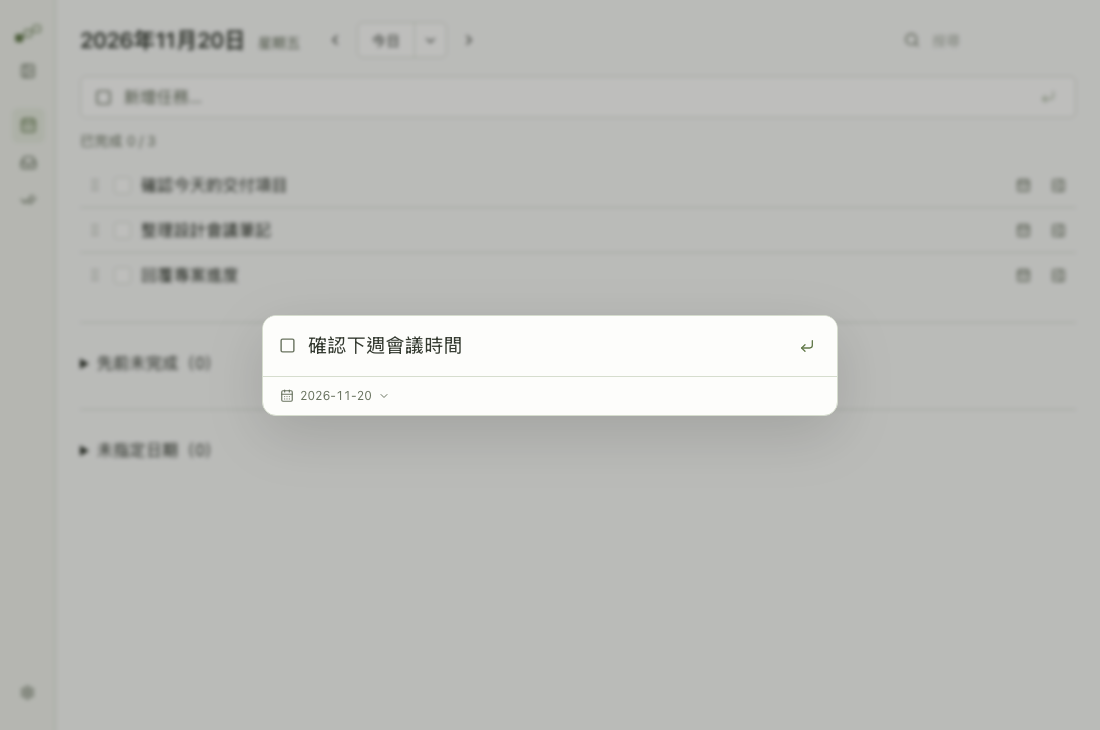 2026年11月20日 星期五
今日
搜尋
新增任務...
已完成 0 / 3
確認今天的交付項目
整理設計會議筆記
回覆專案進度
確認下週會議時間
2026-11-20
先前未完成 (0)
未指定日期 (0)